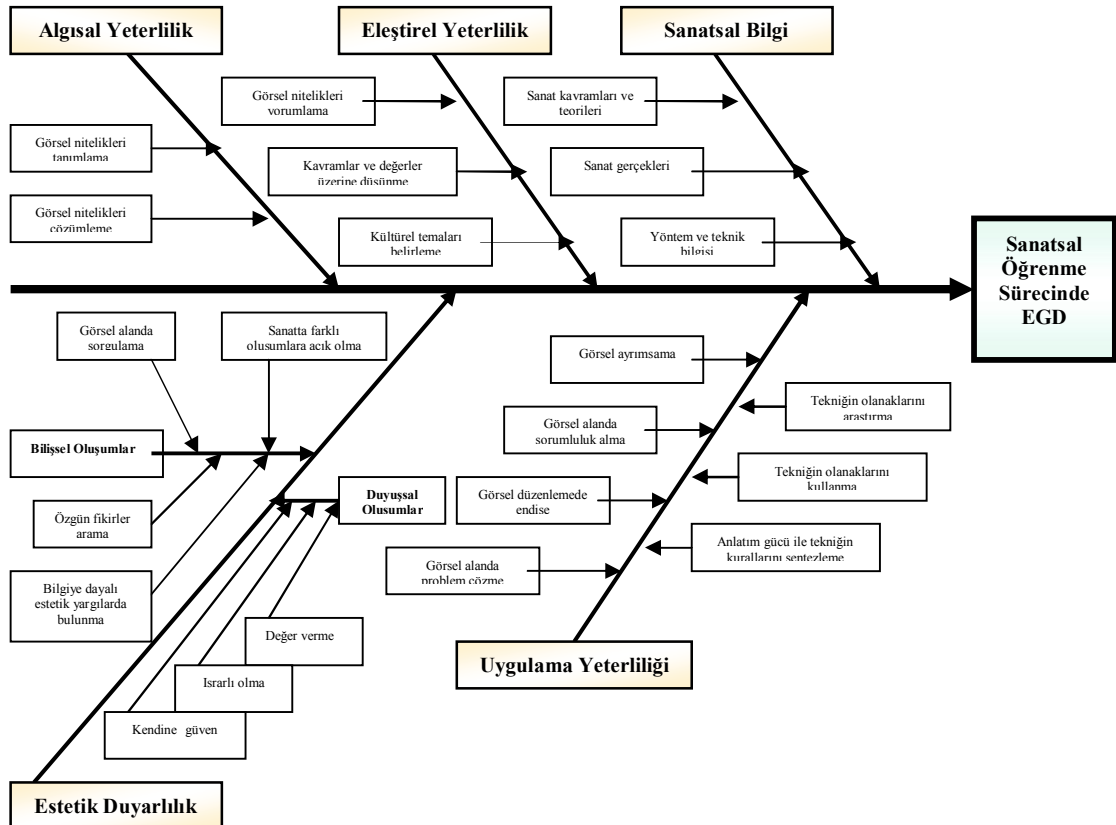 Algısal Yeterlilik
Eleştirel Yeterlilik
Sanatsal Bilgi
Görsel nitelikleri
tanımlama
Görsel nitelikleri
çözümleme
Görsel nitelikleri
yorumlama
Kavramlar ve değerler
üzerine düşünme
Kültürel temaları
belirleme
Sanat kavramları ve
teorileri
Sanat gerçekleri
Yöntem ve teknik
bilgisi
Sanatsal
Öğrenme
Sürecinde
EGD
Görsel alanda
sorgulama
Sanatta farklı
oluşumlara açık olma
Bilişsel Oluşumlar
Özgün fikirler
arama
Bilgiye dayalı
estetik yargılarda
bulunma
Duyuşsal
Oluşumlar
Değer verme
Israrlı olma
Kendine güven
Estetik Duyarlılık
Görsel ayrımsama
Görsel alanda
sorumluluk alma
Görsel düzenlemede
endişe
Görsel alanda
problem çözme
Tekniğin olanaklarını
araştırma
Tekniğin olanaklarını
kullanma
Anlatım gücü ile tekniğin
kurallarını sentezleme
Uygulama Yeterliliği